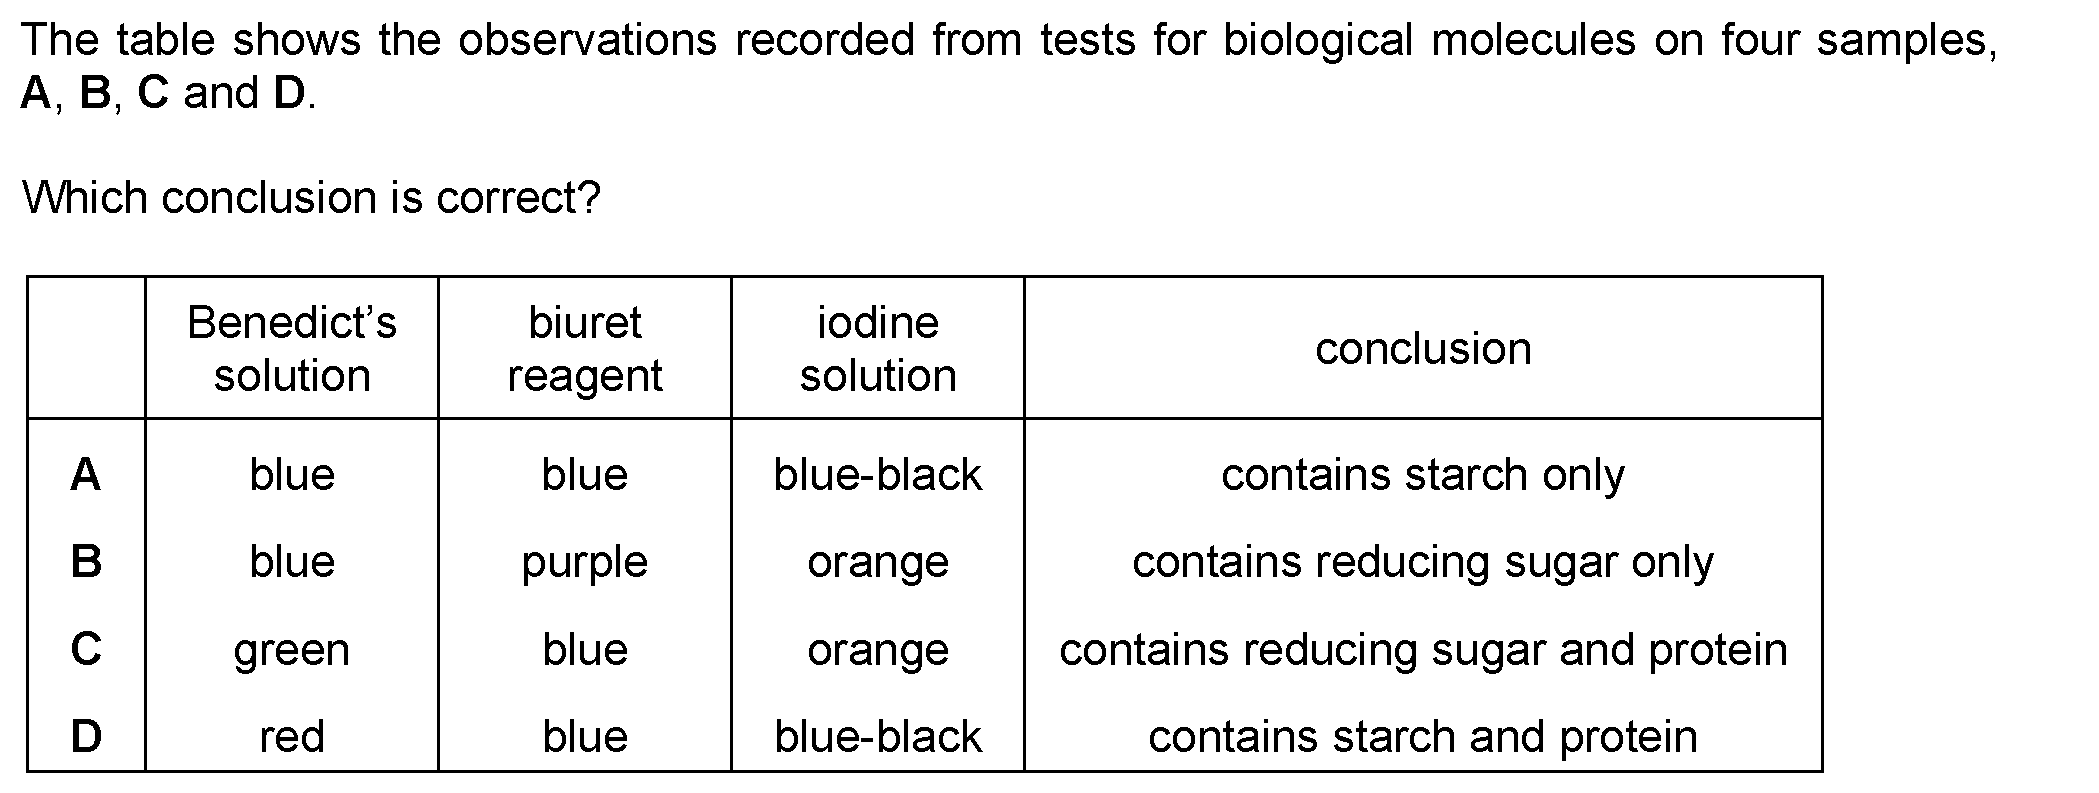 The table shows the observations recorded from tests for biological molecules on four samples,
A, B, C and D.
Which conclusion is correct?
Benedict’s solution biuret reagent iodine solution conclusion
A blue blue blue-black contains starch only
B blue purple orange contains reducing sugar only
C green blue orange contains reducing sugar and protein
D red blue blue-black contains starch and protein